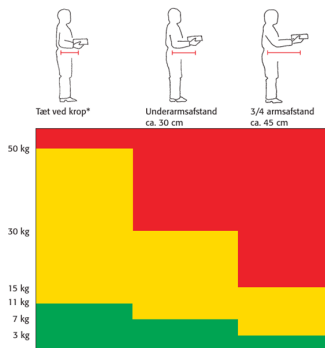 Tæt ved krop*
Underarmsafstand
ca. 30 cm
3/4 armsafstand
ca. 45 cm
50 kg
30 kg
15 kg
11 kg
7 kg
3 kg